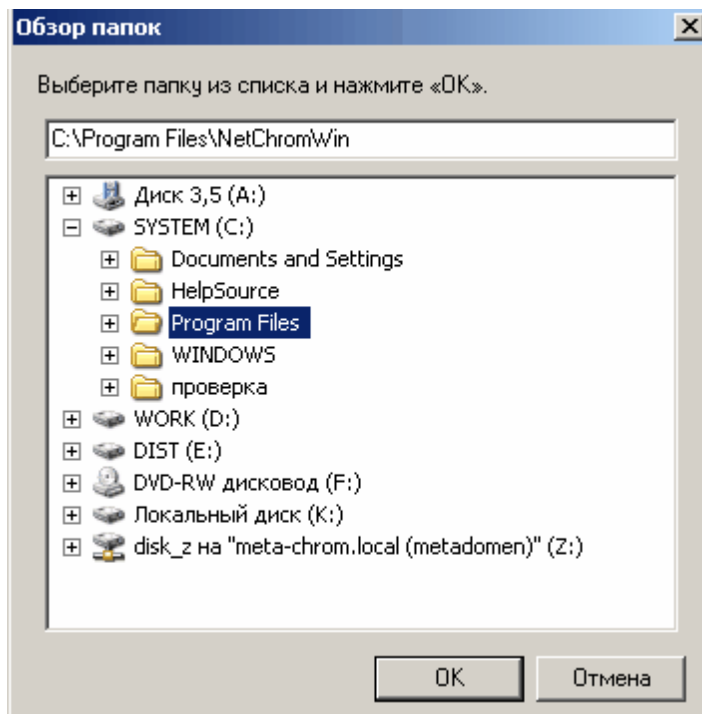 Обзор папок
Выберите папку из списка и нажмите «OK».
C:\Program Files\NetChromWin
Диск 3,5 (A:)
SYSTEM (C:)
Documents and Settings
HelpSource
Program Files
WINDOWS
проверка
WORK (D:)
DIST (E:)
DVD-RW дисковод (F:)
Локальный диск (K:)
disk_z на "meta-chrom.local (metadomen)" (Z:)
OK
Отмена